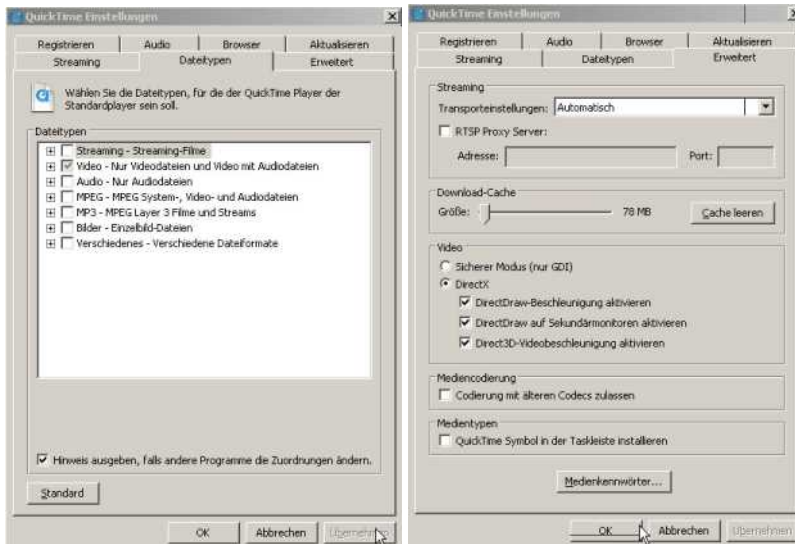 QuickTime Einstellungen
Registrieren Audio Browser Aktualisieren
Streaming Dateitypen Erweitert
Wählen Sie die Dateitypen, für die der QuickTime Player der
Standardplayer sein soll.
Dateitypen
Streaming - Streaming-Filme
Video - Nur Videodateien und Video mit Audiodateien
Audio - Nur Audiodateien
MPEG - MPEG System-, Video- und Audiodateien
MP3 - MPEG Layer 3 Filme und Streams
Bilder - Einzelbild-Dateien
Verschiedenes - Verschiedene Dateiformate
Hinweis ausgeben, falls andere Programme die Zuordnungen ändern.
Standard
OK Abbrechen Übernehmen
QuickTime Einstellungen
Registrieren Audio Browser Aktualisieren
Streaming Dateitypen Erweitert
Streaming
Transporteinstellungen: Automatisch
RTSP Proxy Server:
Adresse: Port:
Download-Cache
Größe: 78 MB Cache leeren
Video
Sicherer Modus (nur GDI)
DirectX
DirectDraw-Beschleunigung aktivieren
DirectDraw auf Sekundärmonitoren aktivieren
Direct3D-Videobeschleunigung aktivieren
Mediencodierung
Codierung mit älteren Codecs zulassen
Medientypen
QuickTime Symbol in der Taskleiste installieren
Medienkennwörter...
OK Abbrechen Übernehmen